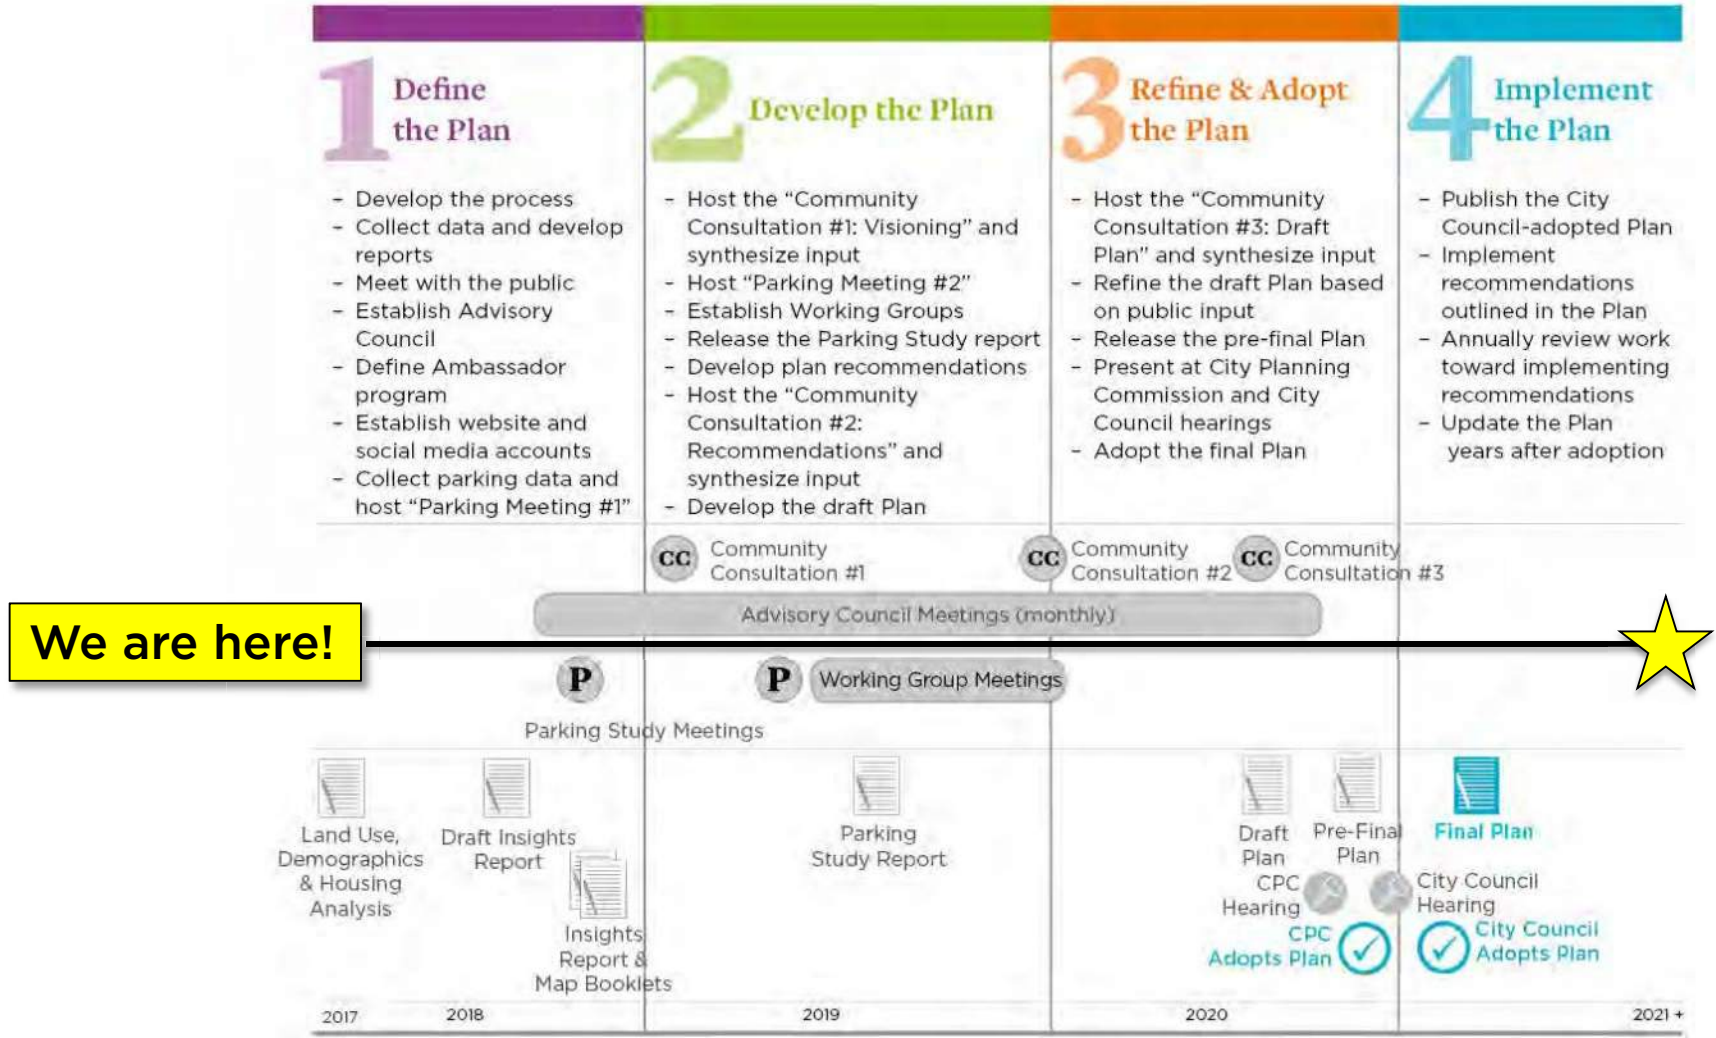 1
Define
the Plan
– Develop the process
– Collect data and develop
reports
– Meet with the public
– Establish Advisory
Council
– Define Ambassador
program
– Establish website and
social media accounts
– Collect parking data and
host “Parking Meeting #1”
2
Develop the Plan
– Host the “Community
Consultation #1: Visioning” and
synthesize input
– Host “Parking Meeting #2”
– Establish Working Groups
– Release the Parking Study report
– Develop plan recommendations
– Host the “Community
Consultation #2:
Recommendations” and
synthesize input
– Develop the draft Plan
3
Refine & Adopt
the Plan
– Host the “Community
Consultation #3: Draft
Plan” and synthesize input
– Refine the draft Plan based
on public input
– Release the pre-final Plan
– Present at City Planning
Commission and City
Council hearings
– Adopt the final Plan
4
Implement
the Plan
– Publish the City
Council-adopted Plan
– Implement
recommendations
outlined in the Plan
– Annually review work
toward implementing
recommendations
– Update the Plan
years after adoption
CC
Community
Consultation #1
CC
Community
Consultation #2
CC
Community
Consultation #3
Advisory Council Meetings (monthly)
We are here!
P
P
Working Group Meetings
Parking Study Meetings
Land Use,
Demographics
& Housing
Analysis
Draft Insights
Report
Insights
Report &
Map Booklets
Parking
Study Report
Draft
Plan
Pre-Final
Plan
Final Plan
CPC
Hearing
City Council
Hearing
CPC
Adopts Plan
City Council
Adopts Plan
2017
2018
2019
2020
2021 +